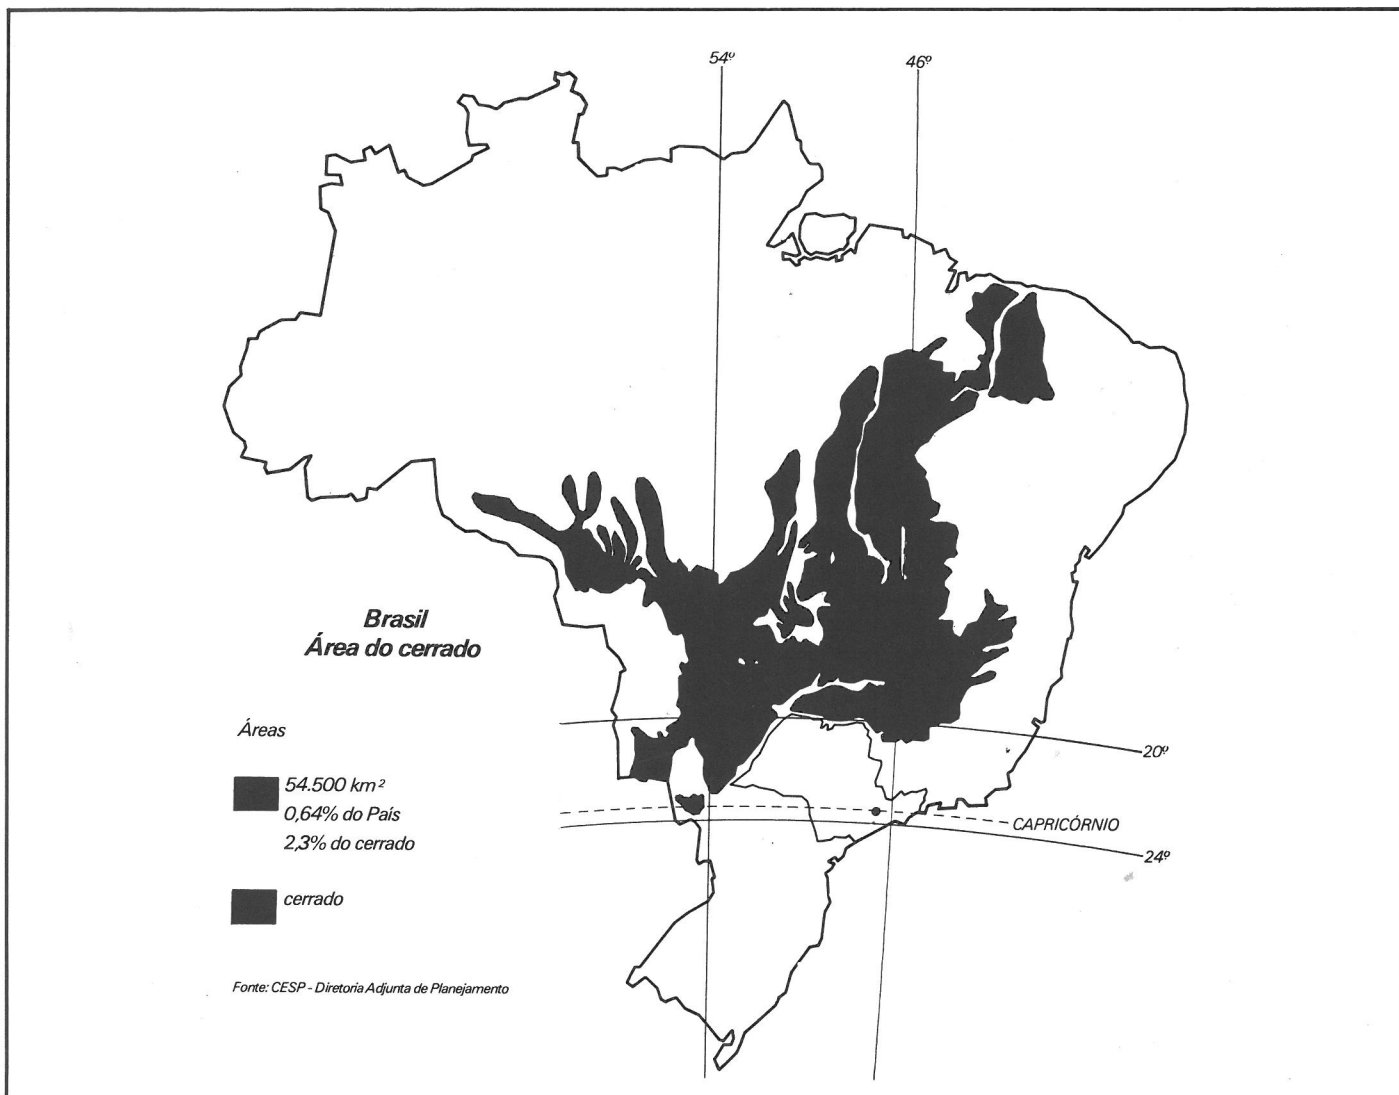 54º
46º
Brasil
Área do cerrado
Áreas
54.500 km²
0,64% do País
2,3% do cerrado
cerrado
20º
CAPRICÓRNIO
24º
Fonte: CESP - Diretoria Adjunta de Planejamento